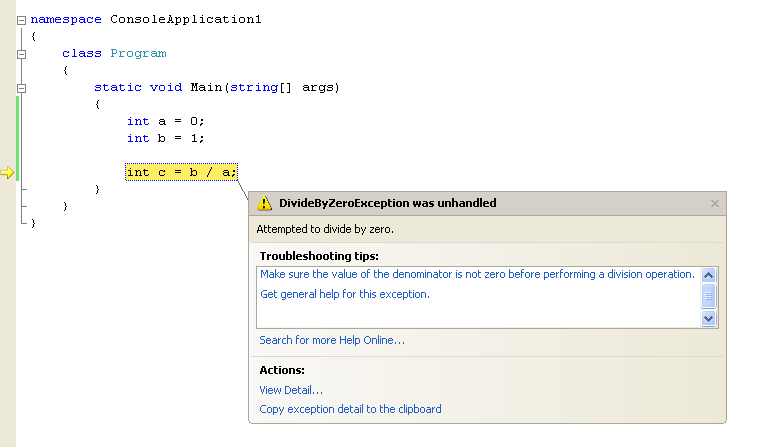 namespace ConsoleApplication1
{
class Program
{
static void Main(string[] args)
{
int a = 0;
int b = 1;
int c = b / a;
}
}
}
DivideByZeroException was unhandled
Attempted to divide by zero.
Troubleshooting tips:
Make sure the value of the denominator is not zero before performing a division operation.
Get general help for this exception.
Search for more Help Online...
Actions:
View Detail...
Copy exception detail to the clipboard